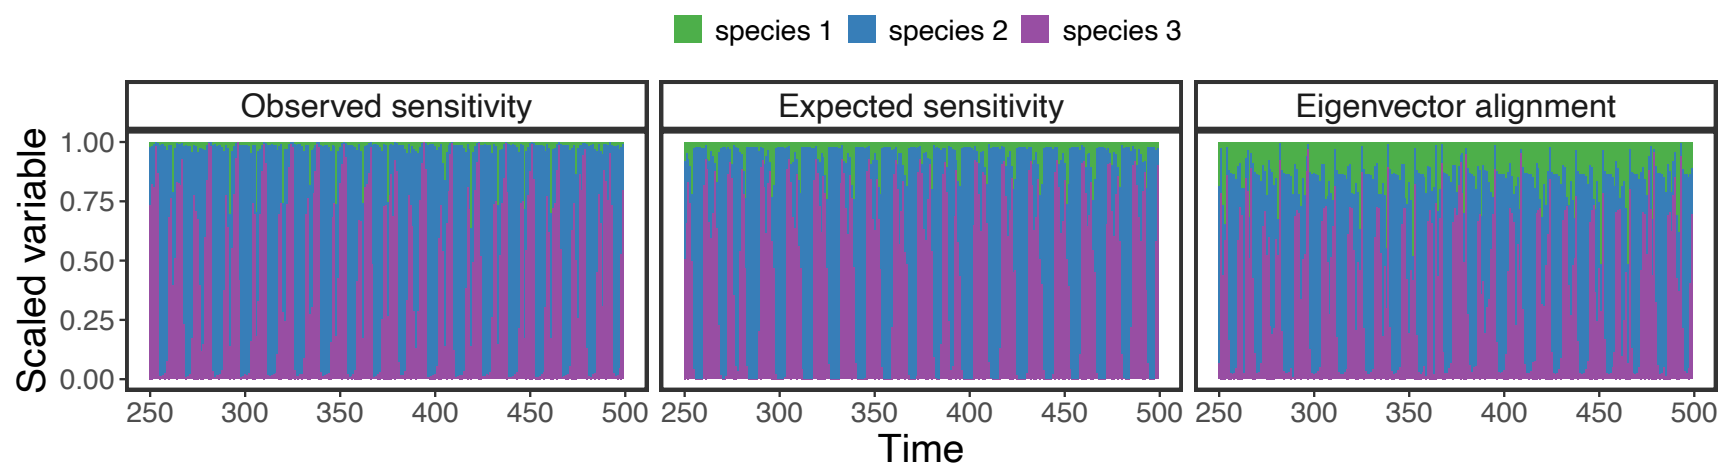 species 1 species 2 species 3
Observed sensitivity Expected sensitivity Eigenvector alignment
Scaled variable
1.00
0.75
0.50
0.25
0.00
250 300 350 400 450 500 250 300 350 400 450 500 250 300 350 400 450 500
Time